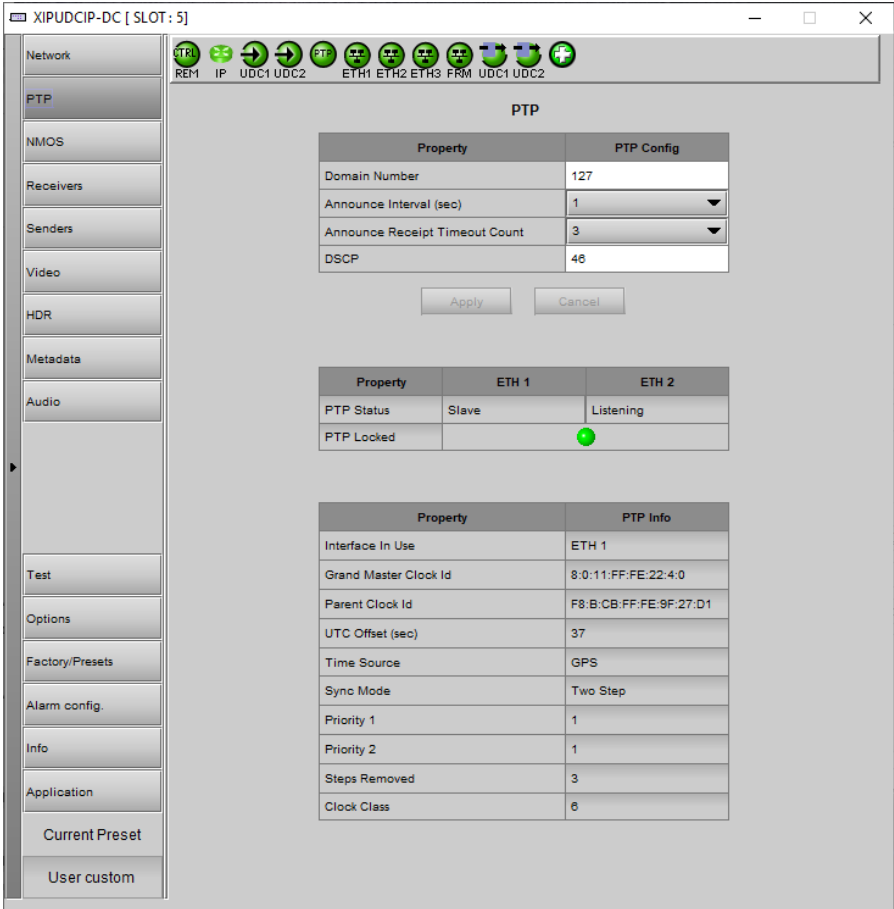 XIPUDCIP-DC [ SLOT : 5]
CTRL PTP
REM IP UDC1 UDC2 ETH1 ETH2 ETH3 FRM UDC1 UDC2
Network
PTP
NMOS
Receivers
Senders
Video
HDR
Metadata
Audio
Test
Options
Factory/Presets
Alarm config.
Info
Application
Current Preset
User custom
PTP
Property PTP Config
Domain Number 127
Announce Interval (sec) 1
Announce Receipt Timeout Count 3
DSCP 46
Apply Cancel
Property ETH 1 ETH 2
PTP Status Slave Listening
PTP Locked
Property PTP Info
Interface In Use ETH 1
Grand Master Clock Id 8:0:11:FF:FE:22:4:0
Parent Clock Id F8:B:CB:FF:FE:9F:27:D1
UTC Offset (sec) 37
Time Source GPS
Sync Mode Two Step
Priority 1 1
Priority 2 1
Steps Removed 3
Clock Class 6